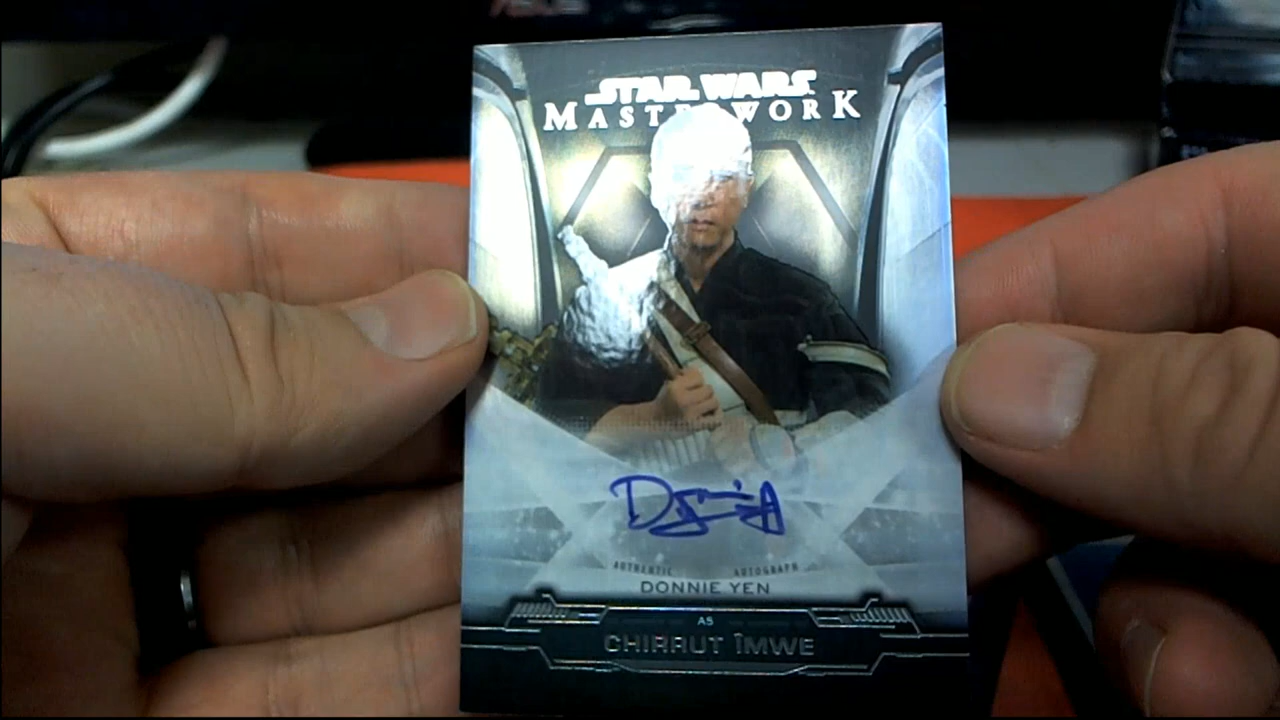 STAR WARS
MASTERWORK
AUTHENTIC AUTOGRAPH
DONNIE YEN
AS
CHIRRUT ÎMWE